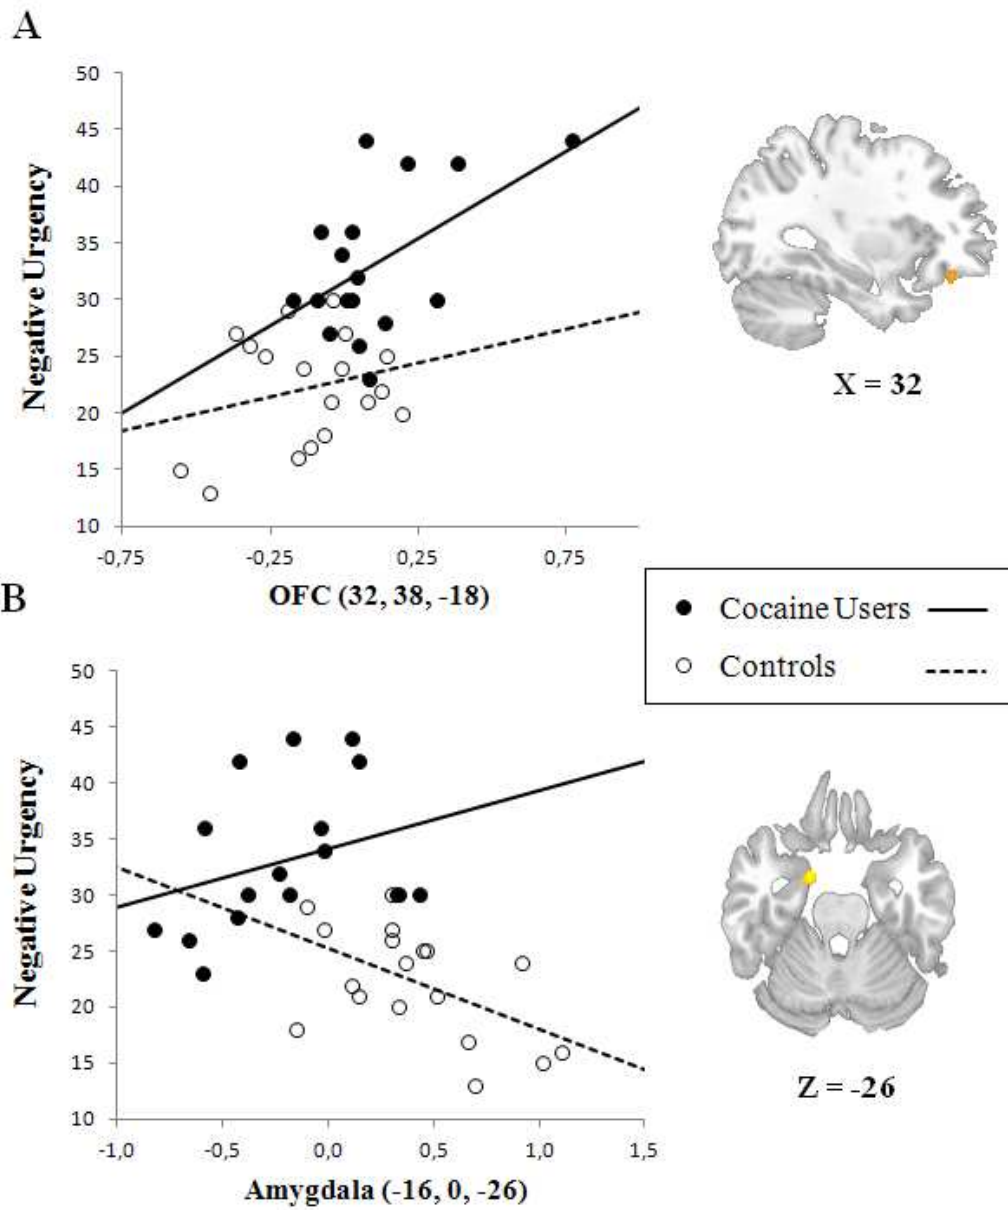 A
50
45
40
35
30
25
20
15
10
Negative Urgency
-0,75
-0,25
0,25
0,75
OFC (32, 38, -18)
X = 32
Cocaine Users
Controls
B
50
45
40
35
30
25
20
15
10
Negative Urgency
-1,0
-0,5
0,0
0,5
1,0
1,5
Amygdala (-16, 0, -26)
Z = -26